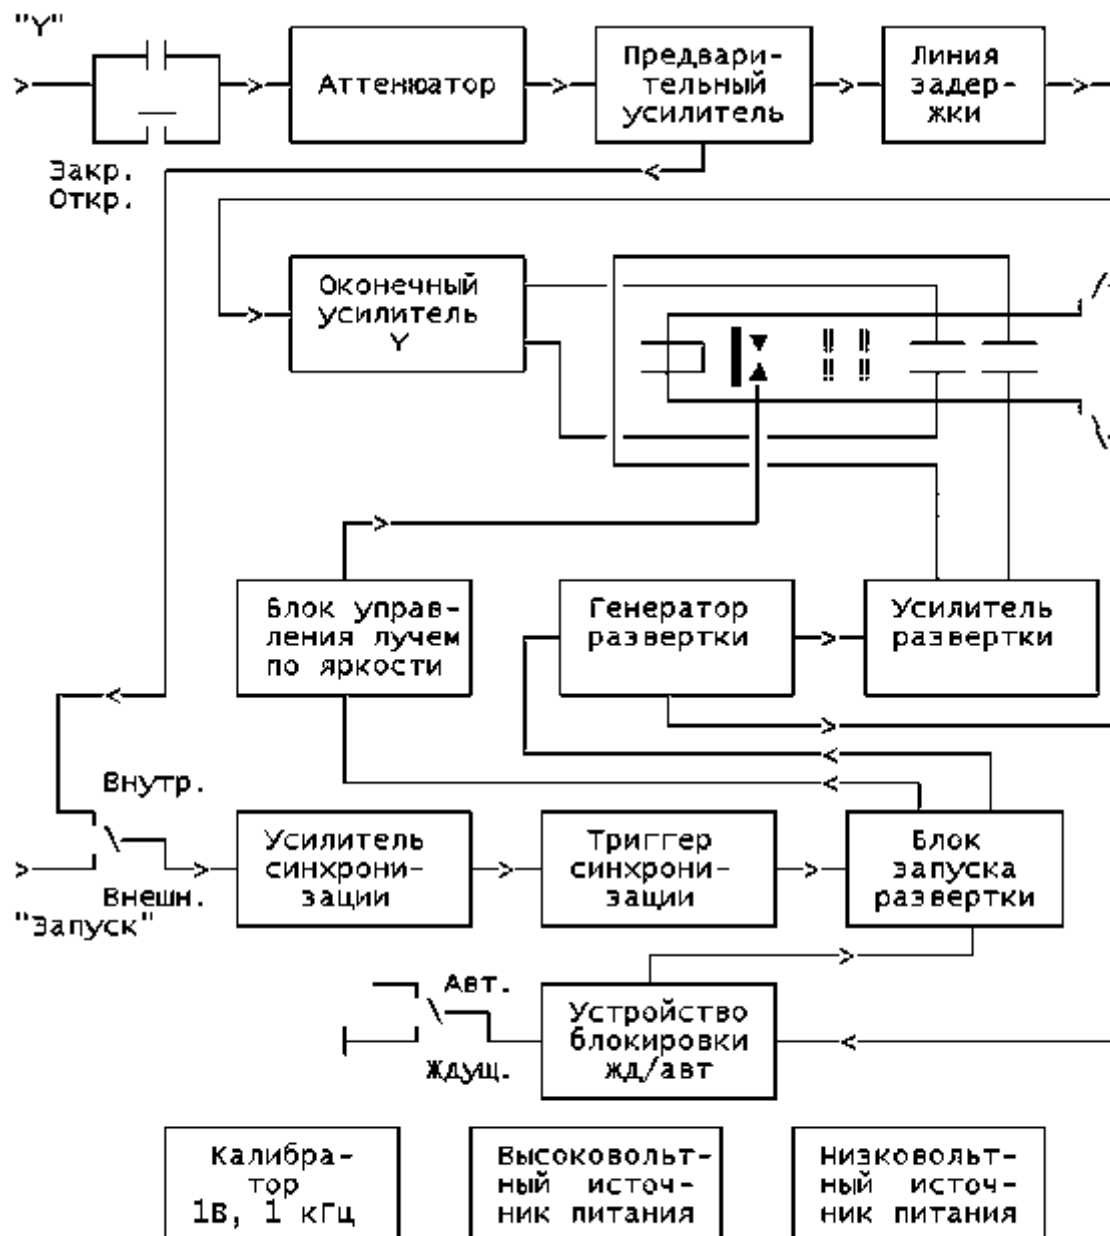 "Y"
Аттенюатор
Предвари-
тельный
усилитель
Линия
задер-
жки
Закр.
Откр.
Оконечный
усилитель
Y
Блок управ-
ления лучем
по яркости
Генератор
развертки
Усилитель
развертки
Внутр.
Внешн.
"Запуск"
Усилитель
синхрони-
зации
Триггер
синхрони-
зации
Блок
запуска
развертки
Авт.
Ждущ.
Устройство
блокировки
жд/авт
Калибра-
тор
1В, 1 кГц
Высоковольт-
ный источ-
ник питания
Низковольт-
ный источ-
ник питания